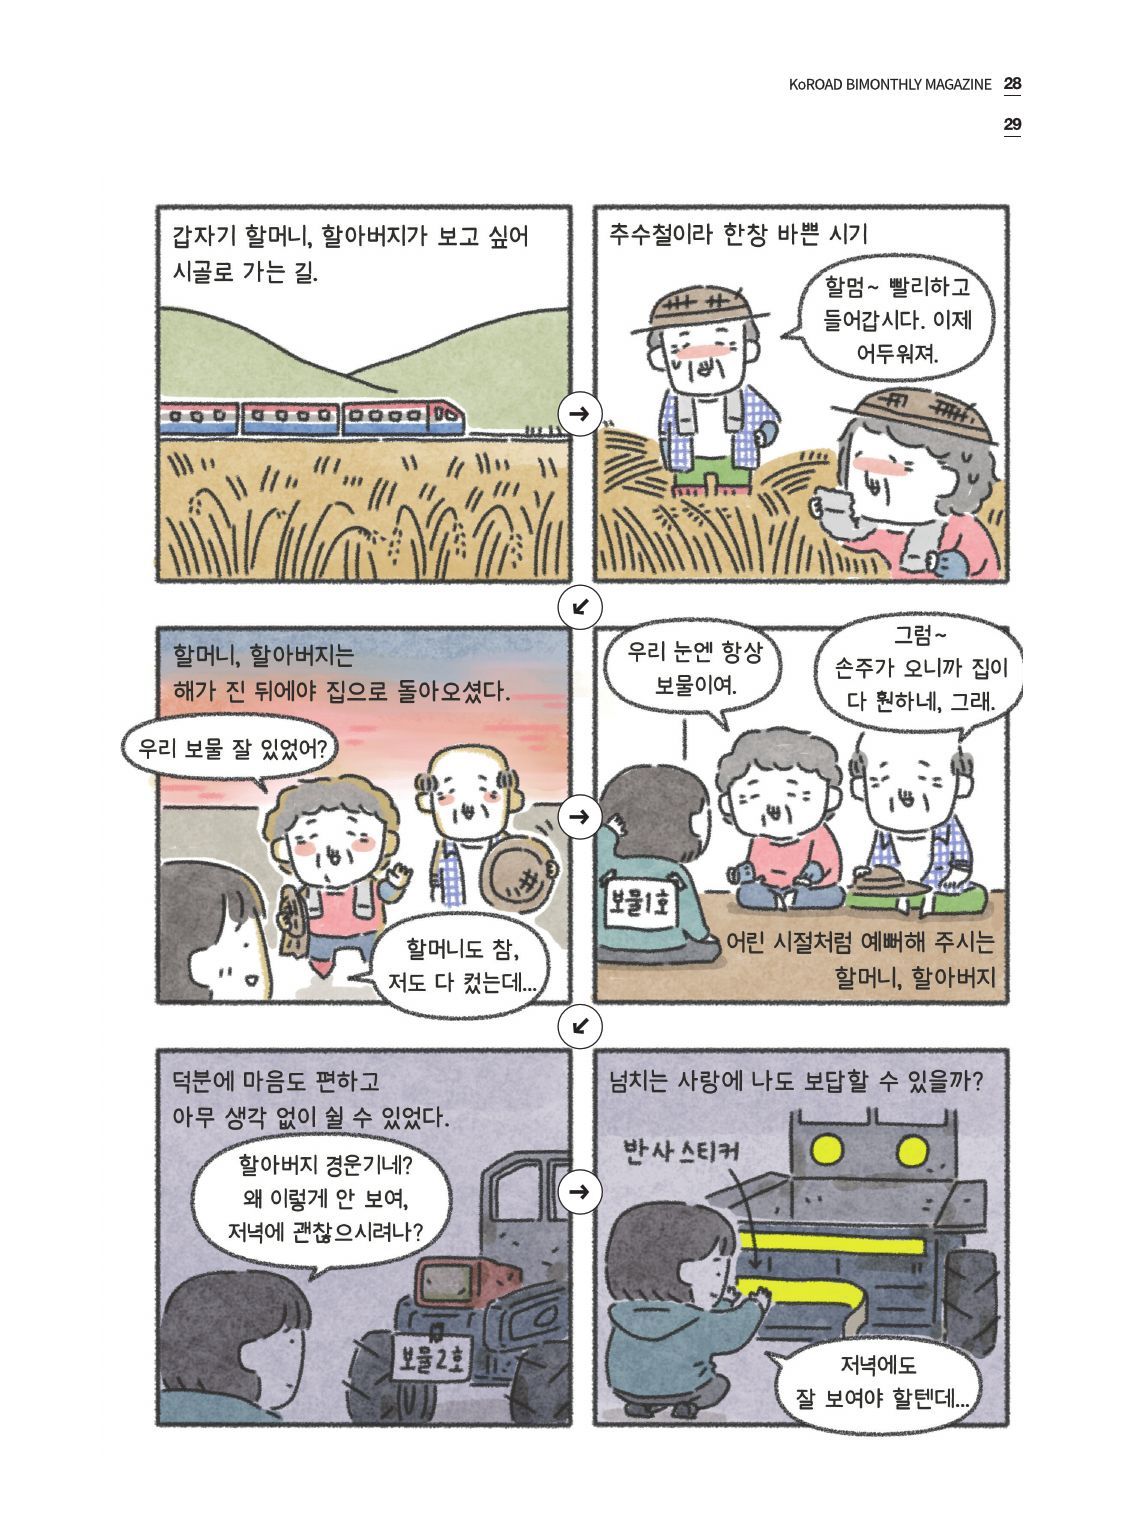 KoROAD BIMONTHLY MAGAZINE 28
29
갑자기 할머니, 할아버지가 보고 싶어
시골로 가는 길.
추수철이라 한창 바쁜 시기
할멈~ 빨리하고
들어갑시다. 이제
어두워져.
할머니, 할아버지는
해가 진 뒤에야 집으로 돌아오셨다.
우리 보물 잘 있었어?
할머니도 참,
저도 다 컸는데...
우리 눈엔 항상
보물이여.
그럼~
손주가 오니까 집이
다 훤하네, 그래.
보물1호
어린 시절처럼 예뻐해 주시는
할머니, 할아버지
덕분에 마음도 편하고
아무 생각 없이 쉴 수 있었다.
할아버지 경운기네?
왜 이렇게 안 보여,
저녁에 괜찮으시려나?
보물2호
넘치는 사랑에 나도 보답할 수 있을까?
반사 스티커
저녁에도
잘 보여야 할텐데...